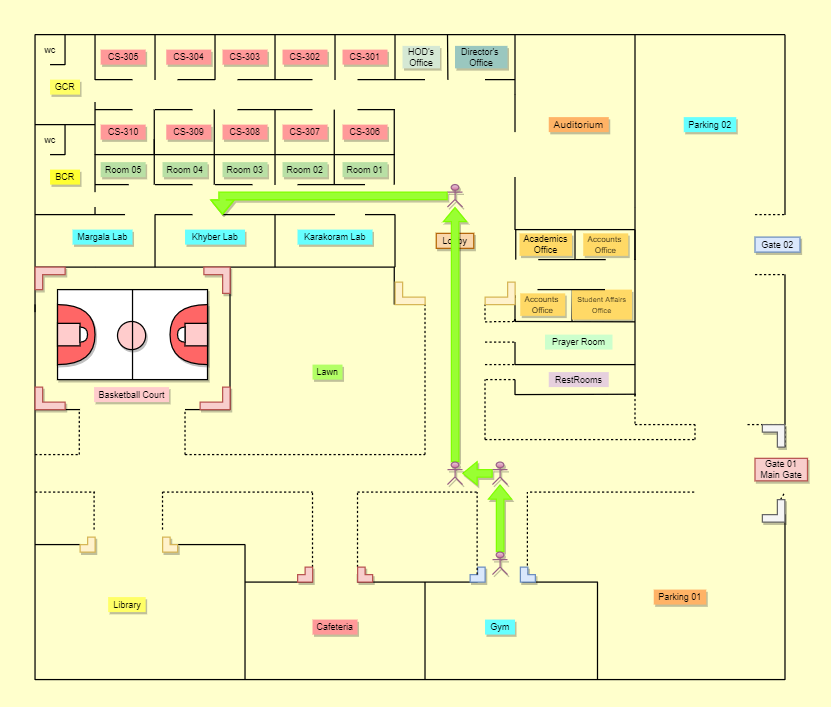 wc
CS-305
CS-304
CS-303
CS-302
CS-301
HOD's
Office
Director's
Office
GCR
Auditorium
Parking 02
CS-310
CS-309
CS-308
CS-307
CS-306
wc
BCR
Room 05
Room 04
Room 03
Room 02
Room 01
Margala Lab
Khyber Lab
Karakoram Lab
Lobby
Academics
Office
Accounts
Office
Gate 02
Accounts
Office
Student Affairs
Office
Prayer Room
RestRooms
Lawn
Basketball Court
Gate 01
Main Gate
Library
Cafeteria
Gym
Parking 01